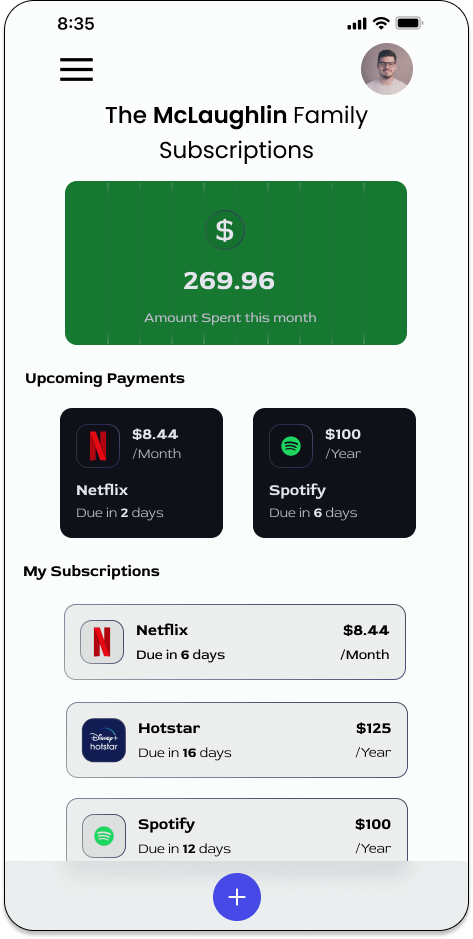 8:35
The McLaughlin Family
Subscriptions
$
269.96
Amount Spent this month
Upcoming Payments
$8.44
/Month
Netflix
Due in 2 days
$100
/Year
Spotify
Due in 6 days
My Subscriptions
N
Netflix
$8.44
Due in 6 days
/Month
Disney+
hotstar
Hotstar
$125
Due in 16 days
/Year
Spotify
$100
Due in 12 days
/Year
+